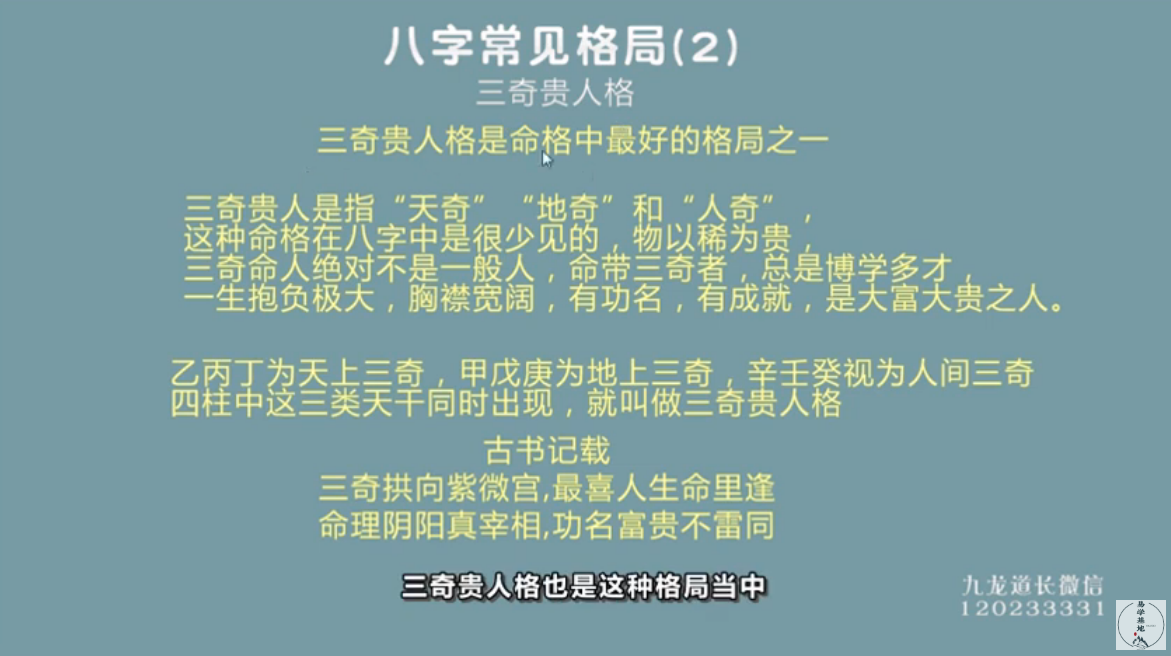 八字常见格局(2)
三奇贵人格
三奇贵人格是命格中最好的格局之一
三奇贵人是指“天奇”“地奇”和“人奇”，
这种命格在八字中是很少见的，物以稀为贵，
三奇命人绝对不是一般人，命带三奇者，总是博学多才，
一生抱负极大，胸襟宽阔，有功名，有成就，是大富大贵之人。
乙丙丁为天上三奇，甲戊庚为地上三奇，辛壬癸视为人间三奇
四柱中这三类天干同时出现，就叫做三奇贵人格
古书记载
三奇拱向紫微宫,最喜人生命里逢
命理阴阳真宰相,功名富贵不雷同
三奇贵人格也是这种格局当中
九龙道长微信
120233331
易学基地